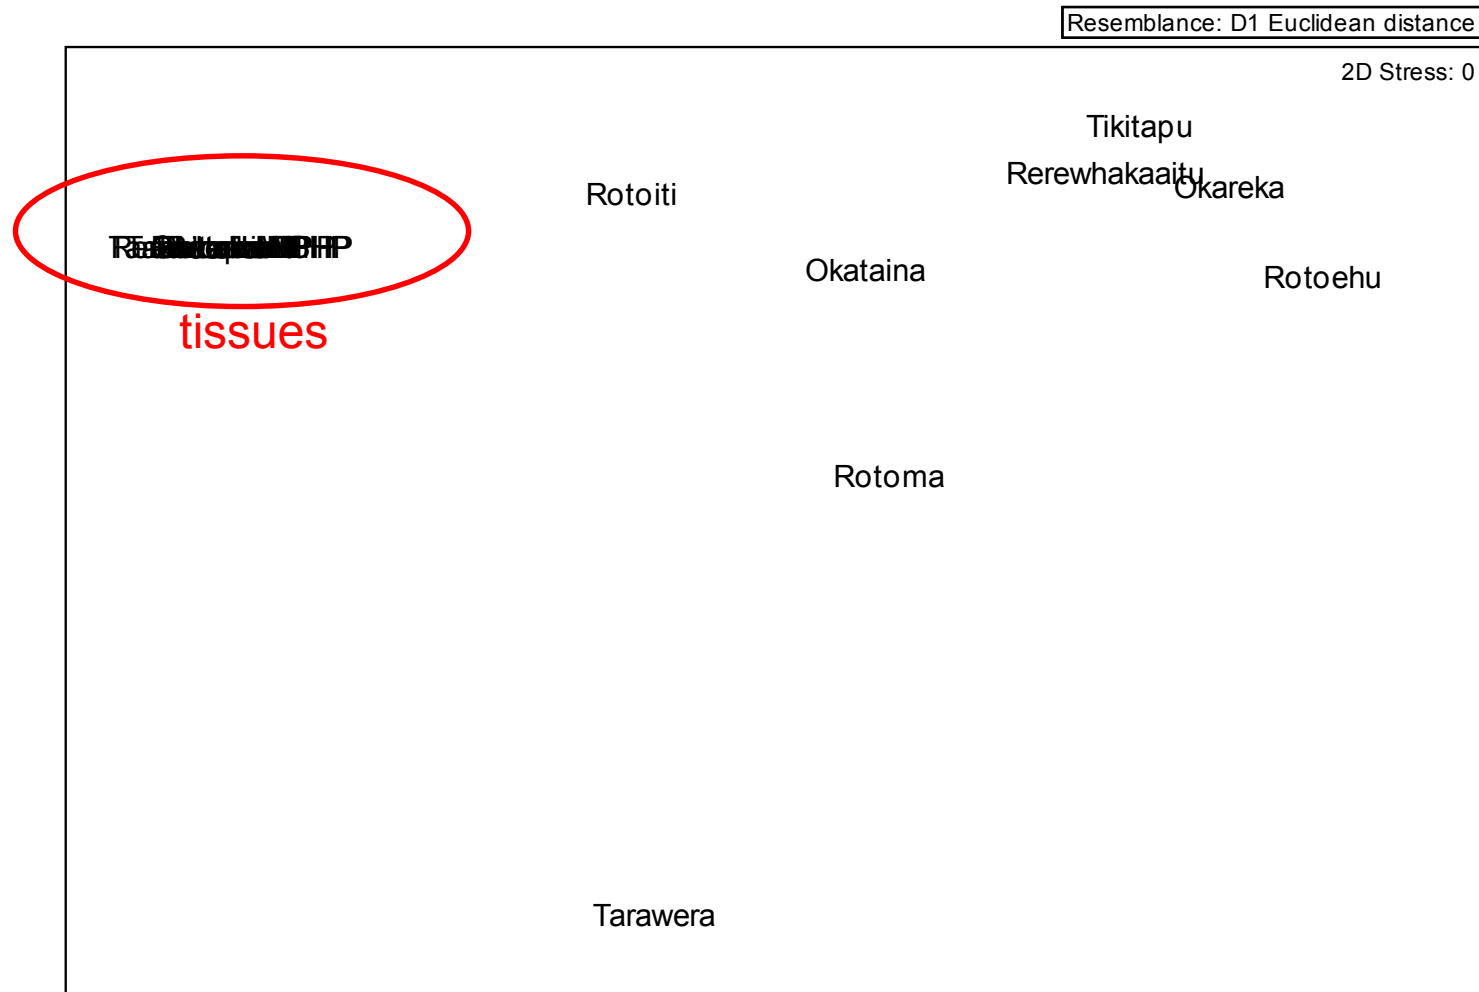 Resemblance: D1 Euclidean distance
2D Stress: 0
Tikitapu
Rerewhakaaitu
Okareka
Rotoiti
Okataina
Rotoehu
tissues
Rotoma
Tarawera